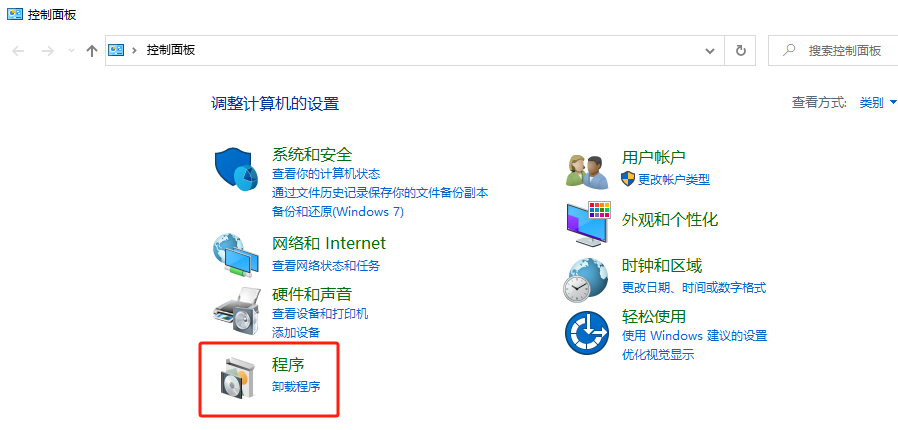 控制面板
控制面板
搜索控制面板
调整计算机的设置
查看方式: 类别
系统和安全
查看你的计算机状态
通过文件历史记录保存你的文件备份副本
备份和还原(Windows 7)
网络和 Internet
查看网络状态和任务
硬件和声音
查看设备和打印机
添加设备
程序
卸载程序
用户帐户
更改帐户类型
外观和个性化
时钟和区域
更改日期、时间或数字格式
轻松使用
使用 Windows 建议的设置
优化视觉显示